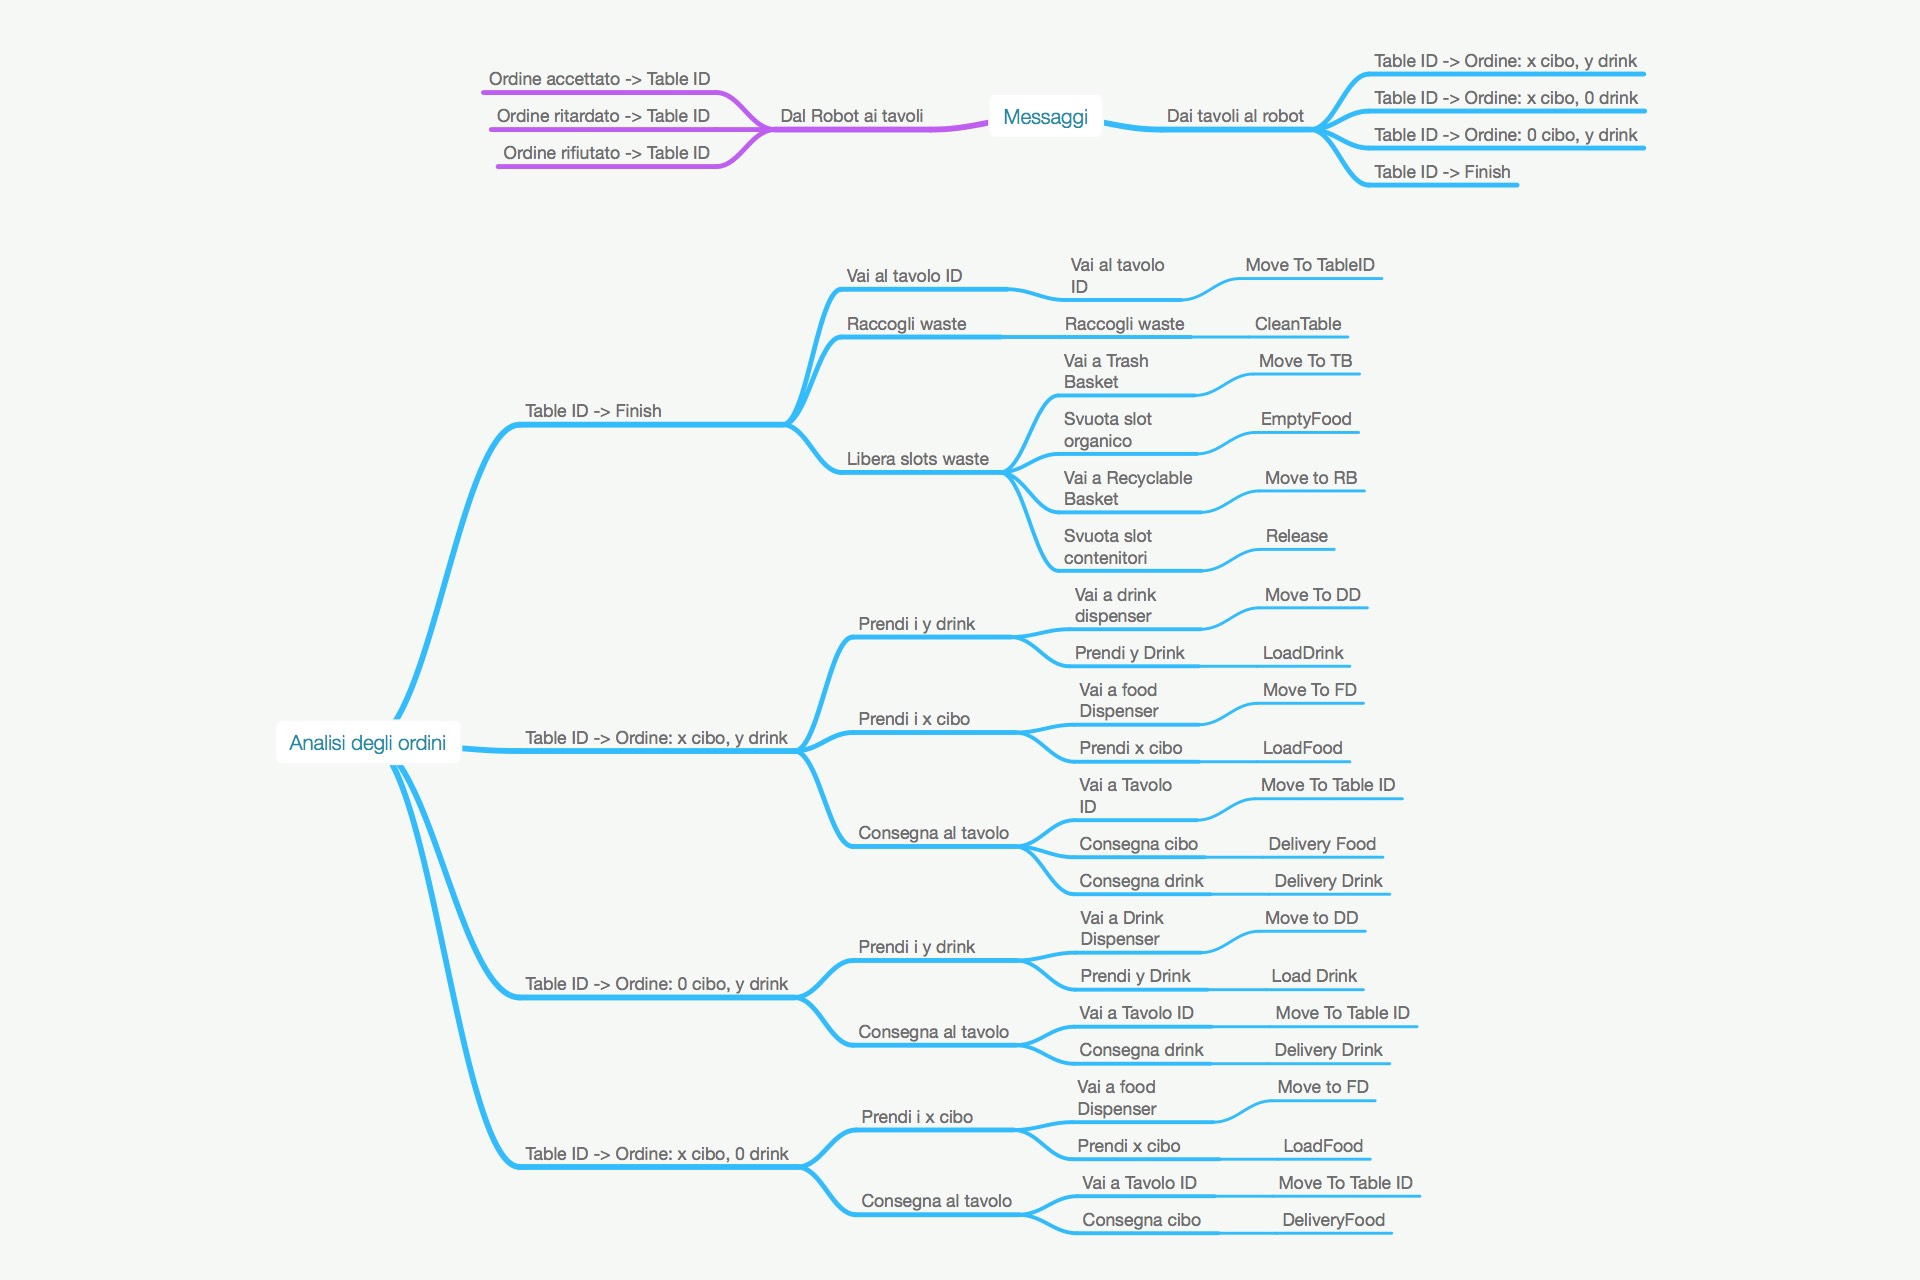 Ordine accettato -> Table ID
Ordine ritardato -> Table ID
Ordine rifiutato -> Table ID
Dal Robot ai tavoli
Messaggi
Dai tavoli al robot
Table ID -> Ordine: x cibo, y drink
Table ID -> Ordine: x cibo, 0 drink
Table ID -> Ordine: 0 cibo, y drink
Table ID -> Finish
Analisi degli ordini
Table ID -> Finish
Vai al tavolo ID
Vai al tavolo
ID
Move To TableID
Raccogli waste
Raccogli waste
CleanTable
Libera slots waste
Vai a Trash
Basket
Move To TB
Svuota slot
organico
EmptyFood
Vai a Recyclable
Basket
Move to RB
Svuota slot
contenitori
Release
Table ID -> Ordine: x cibo, y drink
Prendi i y drink
Vai a drink
dispenser
Move To DD
Prendi y Drink
LoadDrink
Prendi i x cibo
Vai a food
Dispenser
Move To FD
Prendi x cibo
LoadFood
Consegna al tavolo
Vai a Tavolo
ID
Move To Table ID
Consegna cibo
Delivery Food
Consegna drink
Delivery Drink
Table ID -> Ordine: 0 cibo, y drink
Prendi i y drink
Vai a Drink
Dispenser
Move to DD
Prendi y Drink
Load Drink
Consegna al tavolo
Vai a Tavolo ID
Move To Table ID
Consegna drink
Delivery Drink
Table ID -> Ordine: x cibo, 0 drink
Prendi i x cibo
Vai a food
Dispenser
Move to FD
Prendi x cibo
LoadFood
Consegna al tavolo
Vai a Tavolo ID
Move To Table ID
Consegna cibo
DeliveryFood